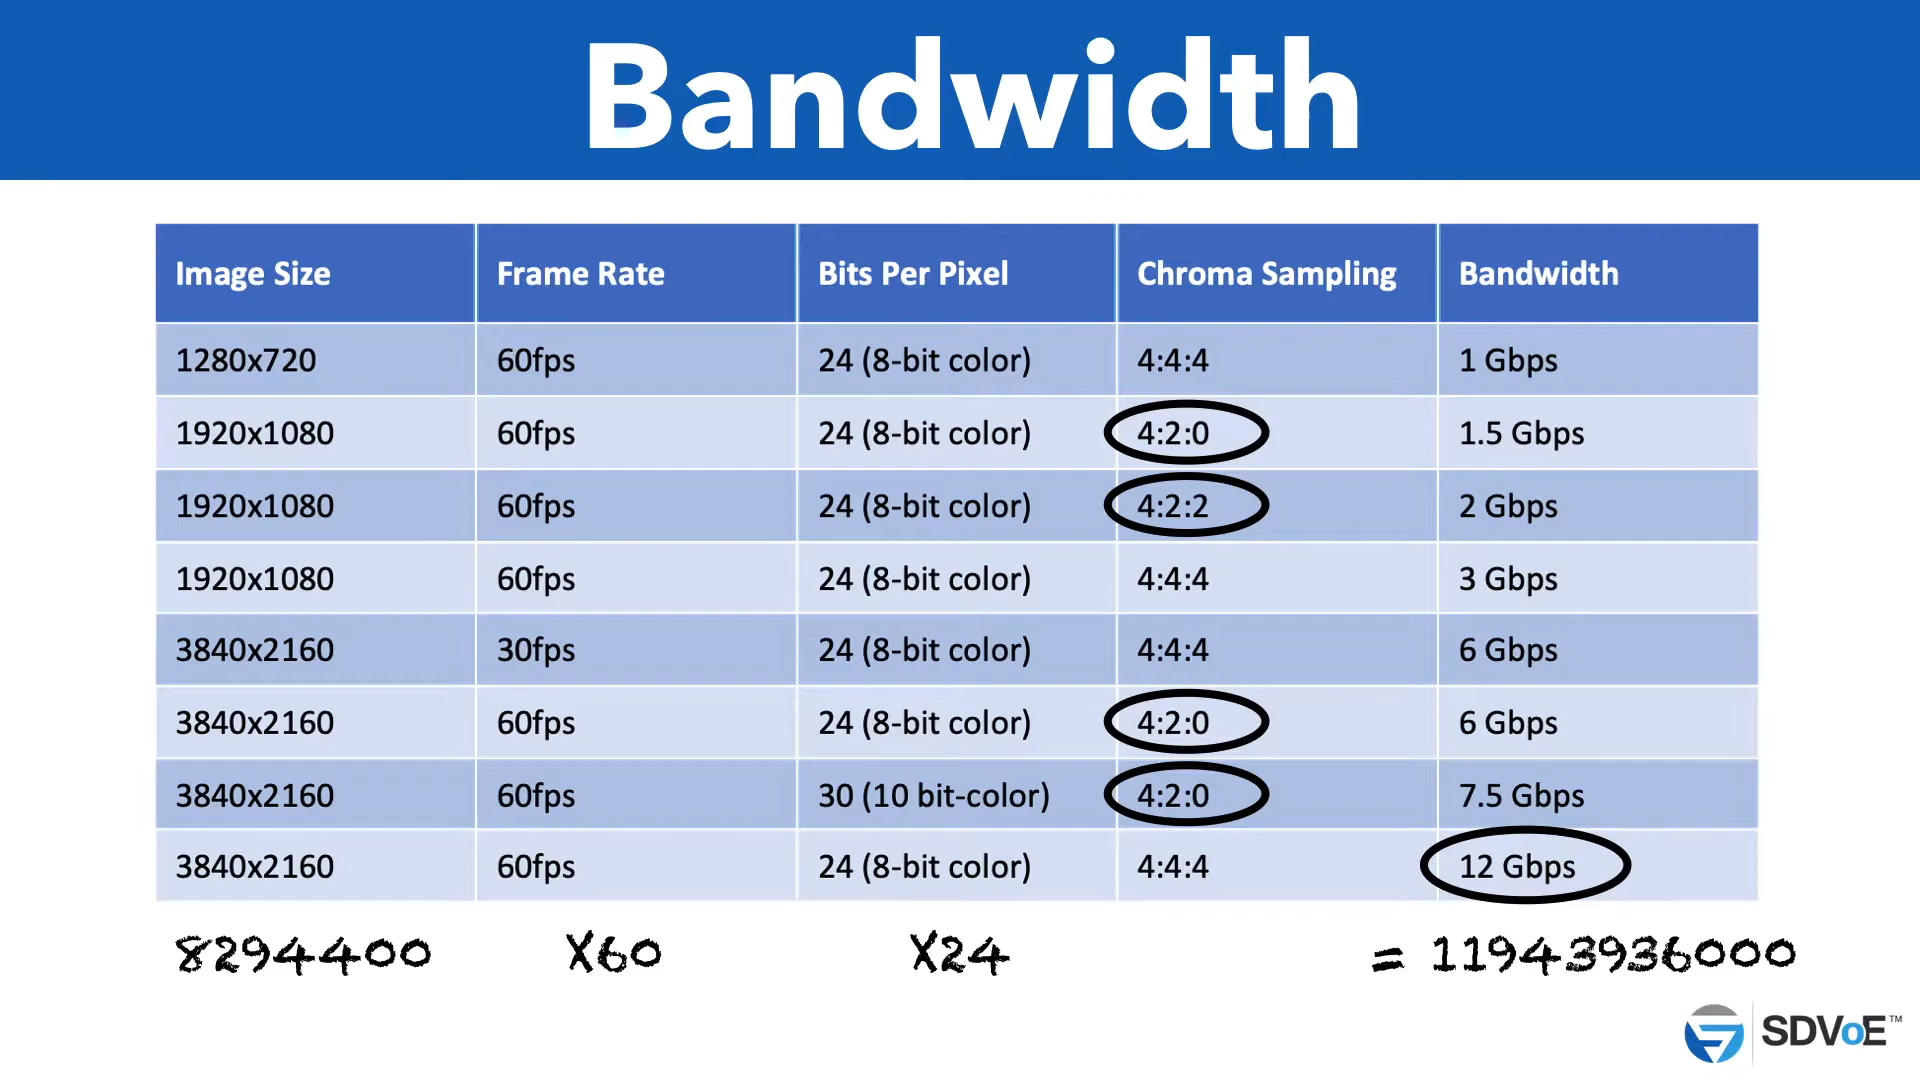 Bandwidth
Image Size Frame Rate Bits Per Pixel Chroma Sampling Bandwidth
1280x720 60fps 24 (8-bit color) 4:4:4 1 Gbps
1920x1080 60fps 24 (8-bit color) 4:2:0 1.5 Gbps
1920x1080 60fps 24 (8-bit color) 4:2:2 2 Gbps
1920x1080 60fps 24 (8-bit color) 4:4:4 3 Gbps
3840x2160 30fps 24 (8-bit color) 4:4:4 6 Gbps
3840x2160 60fps 24 (8-bit color) 4:2:0 6 Gbps
3840x2160 60fps 30 (10 bit-color) 4:2:0 7.5 Gbps
3840x2160 60fps 24 (8-bit color) 4:4:4 12 Gbps
8294400 X60 X24 = 11943936000
SDVoE™